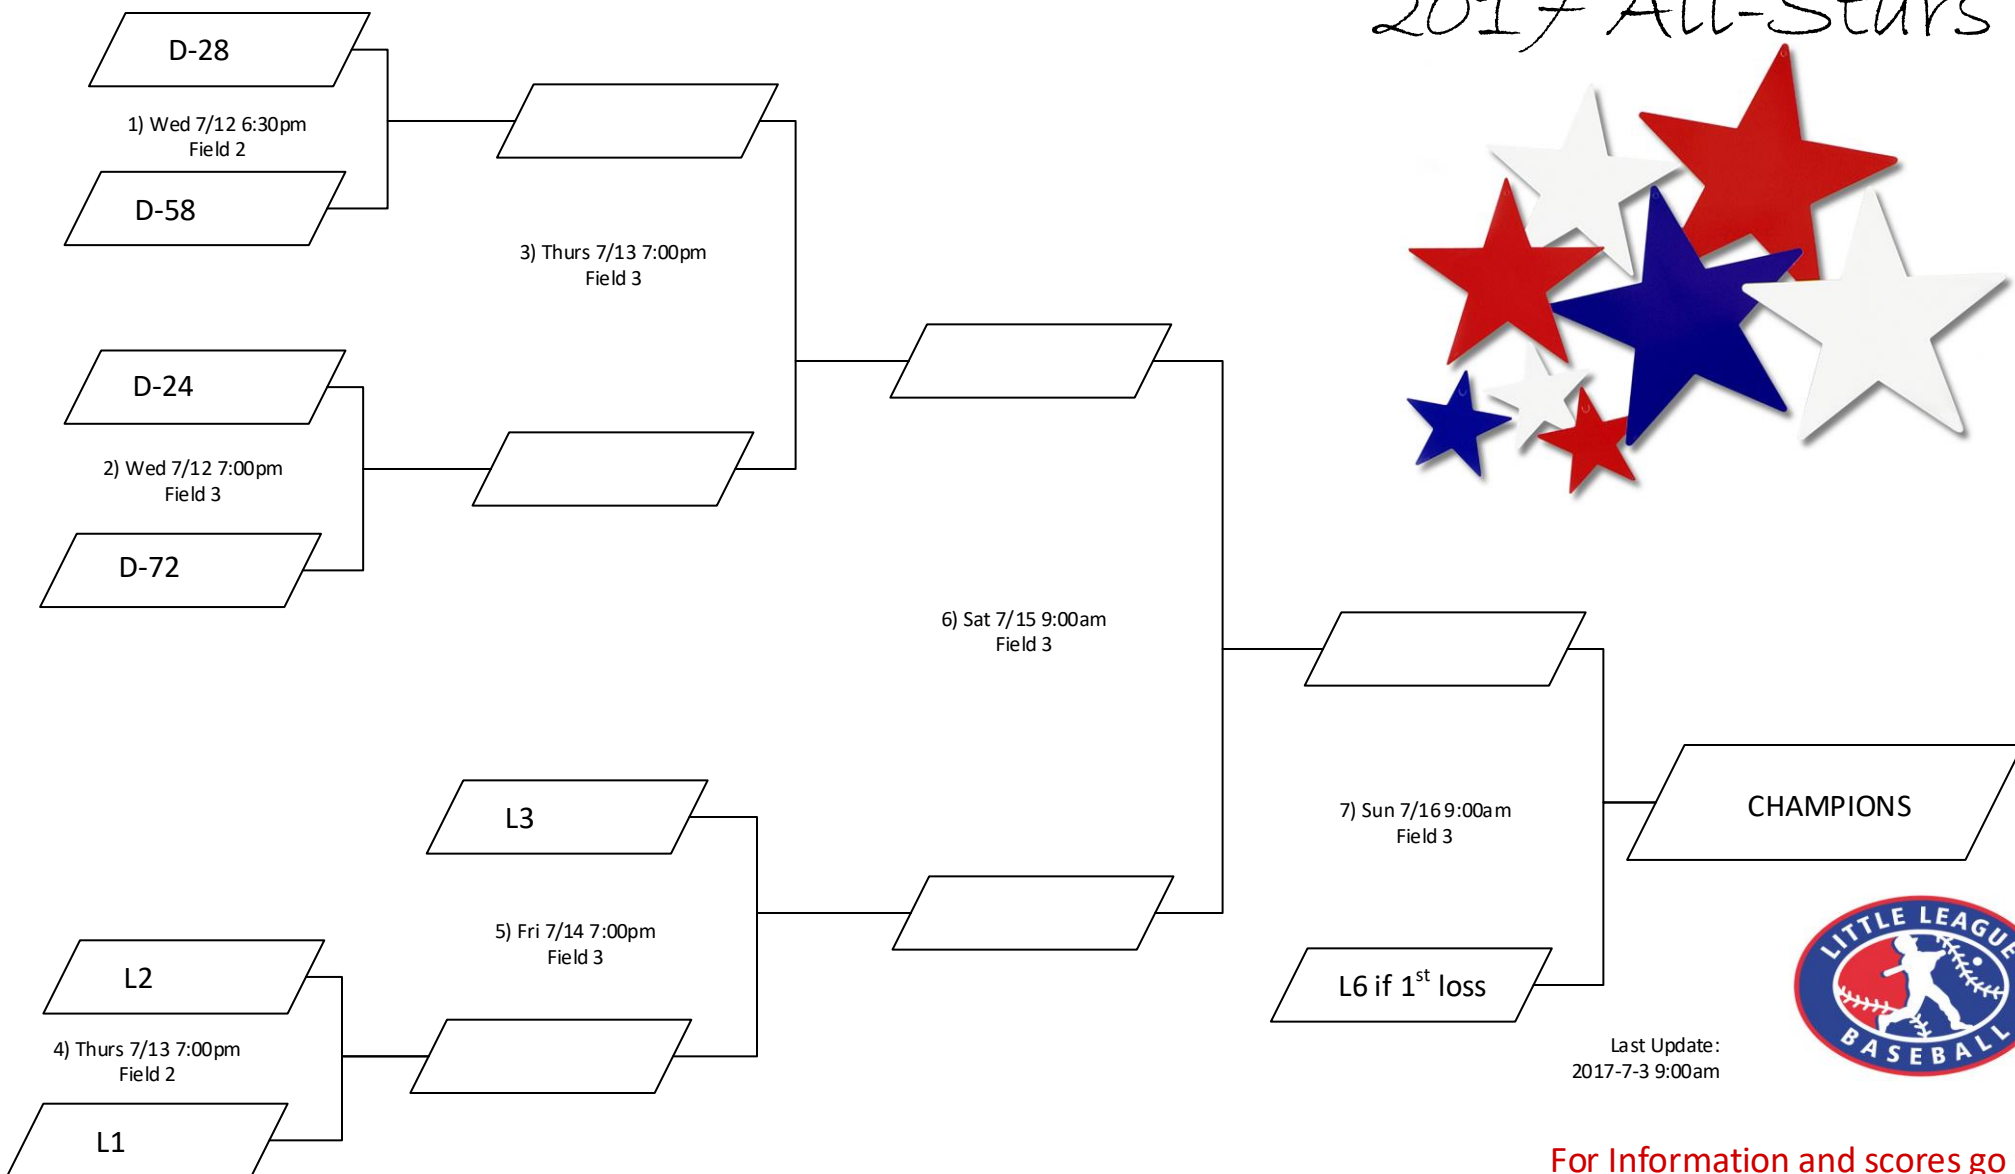 2017 All-Stars
D-28
1) Wed 7/12 6:30pm
Field 2
D-58
3) Thurs 7/13 7:00pm
Field 3
D-24
2) Wed 7/12 7:00pm
Field 3
D-72
6) Sat 7/15 9:00am
Field 3
L3
7) Sun 7/16 9:00am
Field 3
CHAMPIONS
5) Fri 7/14 7:00pm
Field 3
L2
L6 if 1st loss
4) Thurs 7/13 7:00pm
Field 2
L1
LITTLE LEAGUE
BASEBALL
Last Update:
2017-7-3 9:00am
For Information and scores go